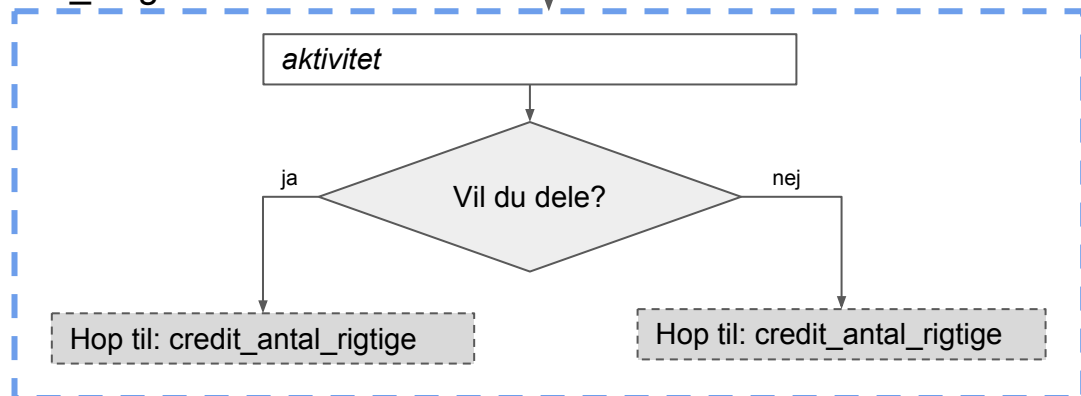 aktivitet
Vil du dele?
ja
nej
Hop til: credit_antal_rigtige
Hop til: credit_antal_rigtige